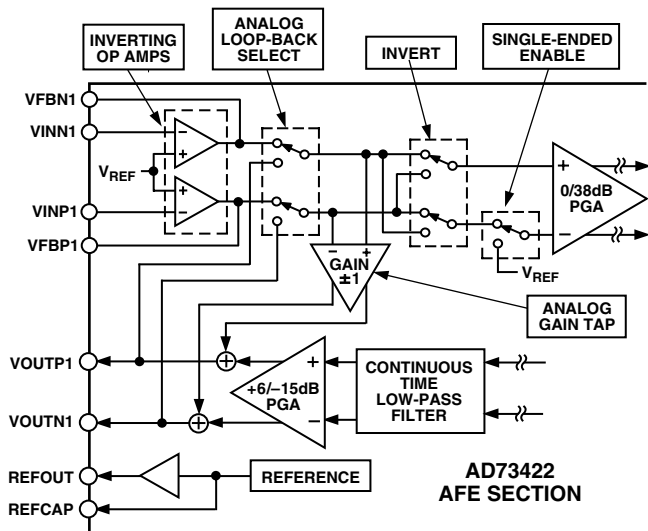 INVERTING
OP AMPS
ANALOG
LOOP-BACK
SELECT
INVERT
SINGLE-ENDED
ENABLE
VFBN1
VINN1
VREF
VINP1
VFBP1
−
+
+
−
+
−
0/38dB
PGA
VREF
− +
GAIN
±1
ANALOG
GAIN TAP
VOUTP1
VOUTN1
+
+
+
−
+6/−15dB
PGA
CONTINUOUS
TIME
LOW-PASS
FILTER
REFOUT
REFCAP
REFERENCE
AD73422
AFE SECTION